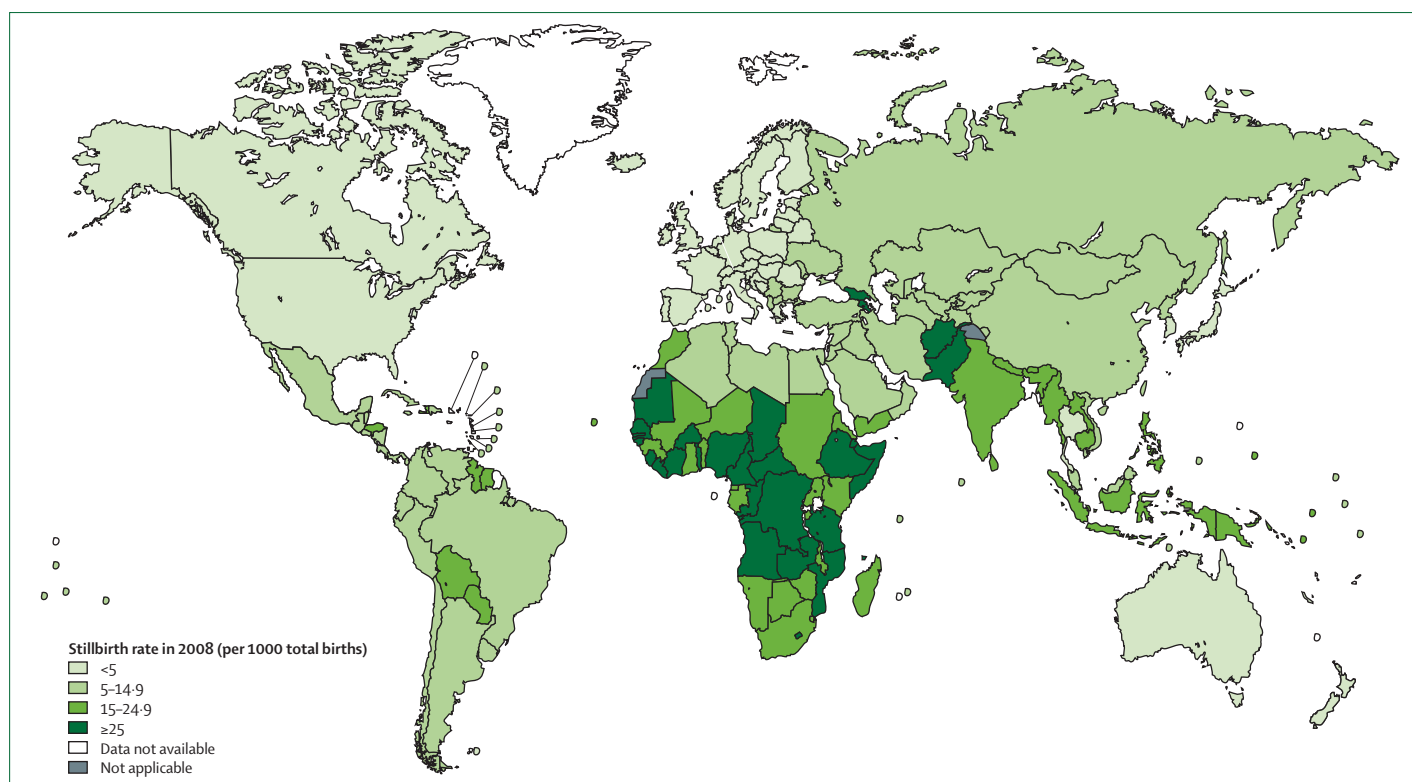 Stillbirth rate in 2008 (per 1000 total births)
<5
5–14·9
15–24·9
≥25
Data not available
Not applicable